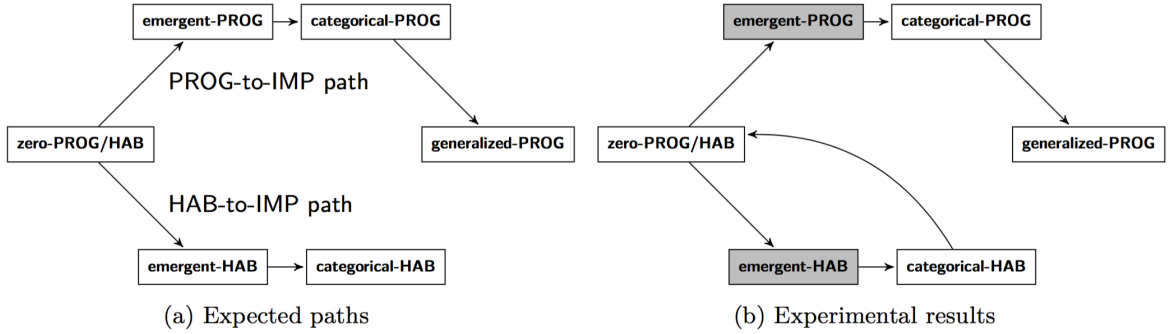 emergent-PROG
categorical-PROG
PROG-to-IMP path
zero-PROG/HAB
generalized-PROG
HAB-to-IMP path
emergent-HAB
categorical-HAB
(a) Expected paths
emergent-PROG
categorical-PROG
zero-PROG/HAB
generalized-PROG
emergent-HAB
categorical-HAB
(b) Experimental results